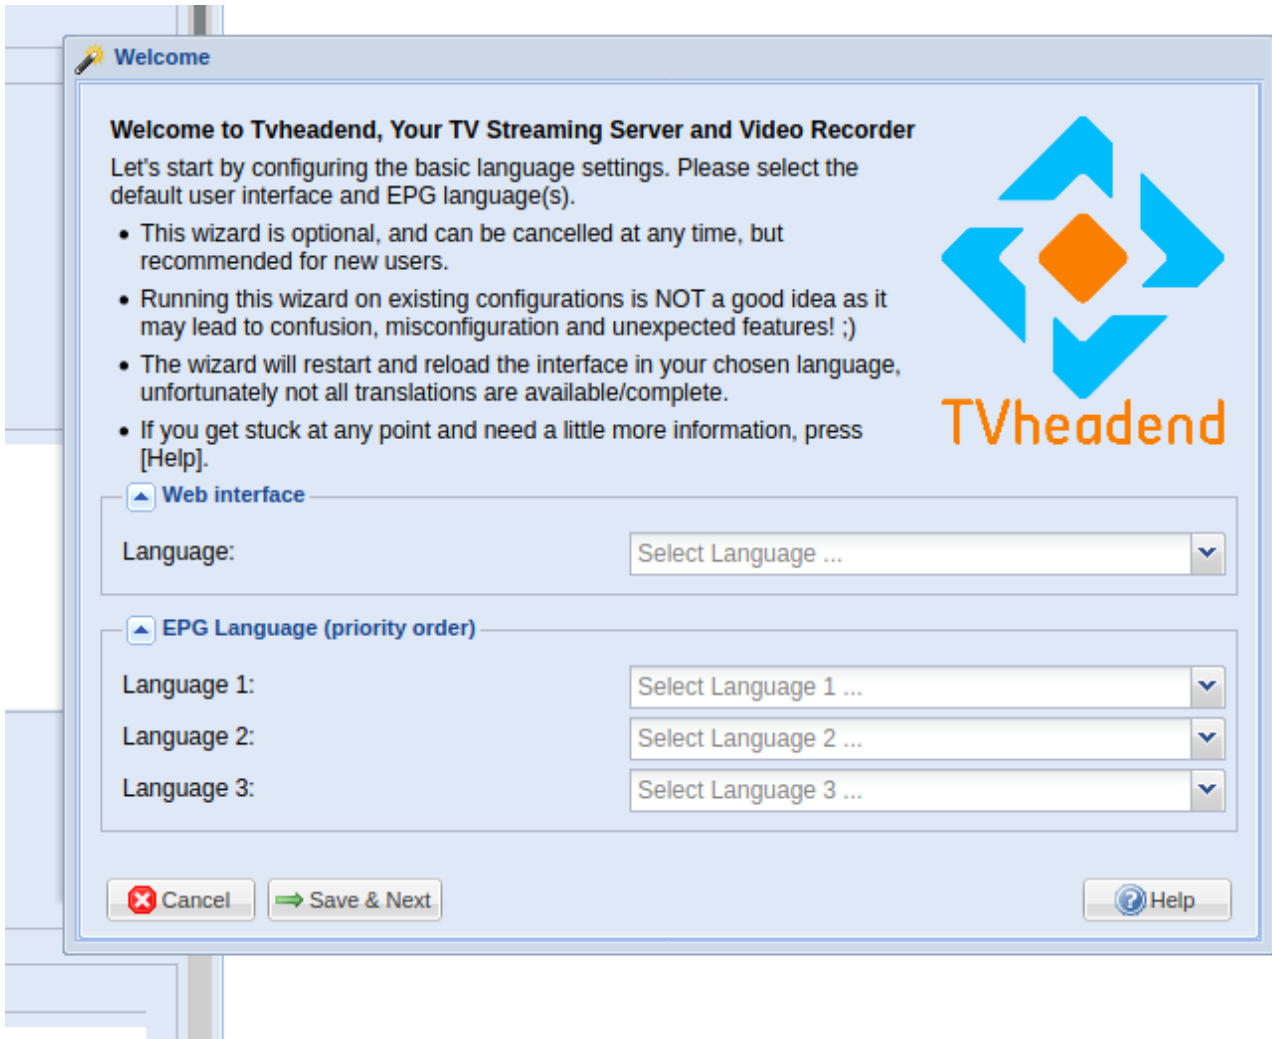 Welcome
Welcome to Tvheadend, Your TV Streaming Server and Video Recorder
Let's start by configuring the basic language settings. Please select the
default user interface and EPG language(s).
• This wizard is optional, and can be cancelled at any time, but
recommended for new users.
• Running this wizard on existing configurations is NOT a good idea as it
may lead to confusion, misconfiguration and unexpected features! ;)
• The wizard will restart and reload the interface in your chosen language,
unfortunately not all translations are available/complete.
• If you get stuck at any point and need a little more information, press
[Help].
TVheadend
Web interface
Language: Select Language ...
EPG Language (priority order)
Language 1: Select Language 1 ...
Language 2: Select Language 2 ...
Language 3: Select Language 3 ...
Cancel Save & Next Help